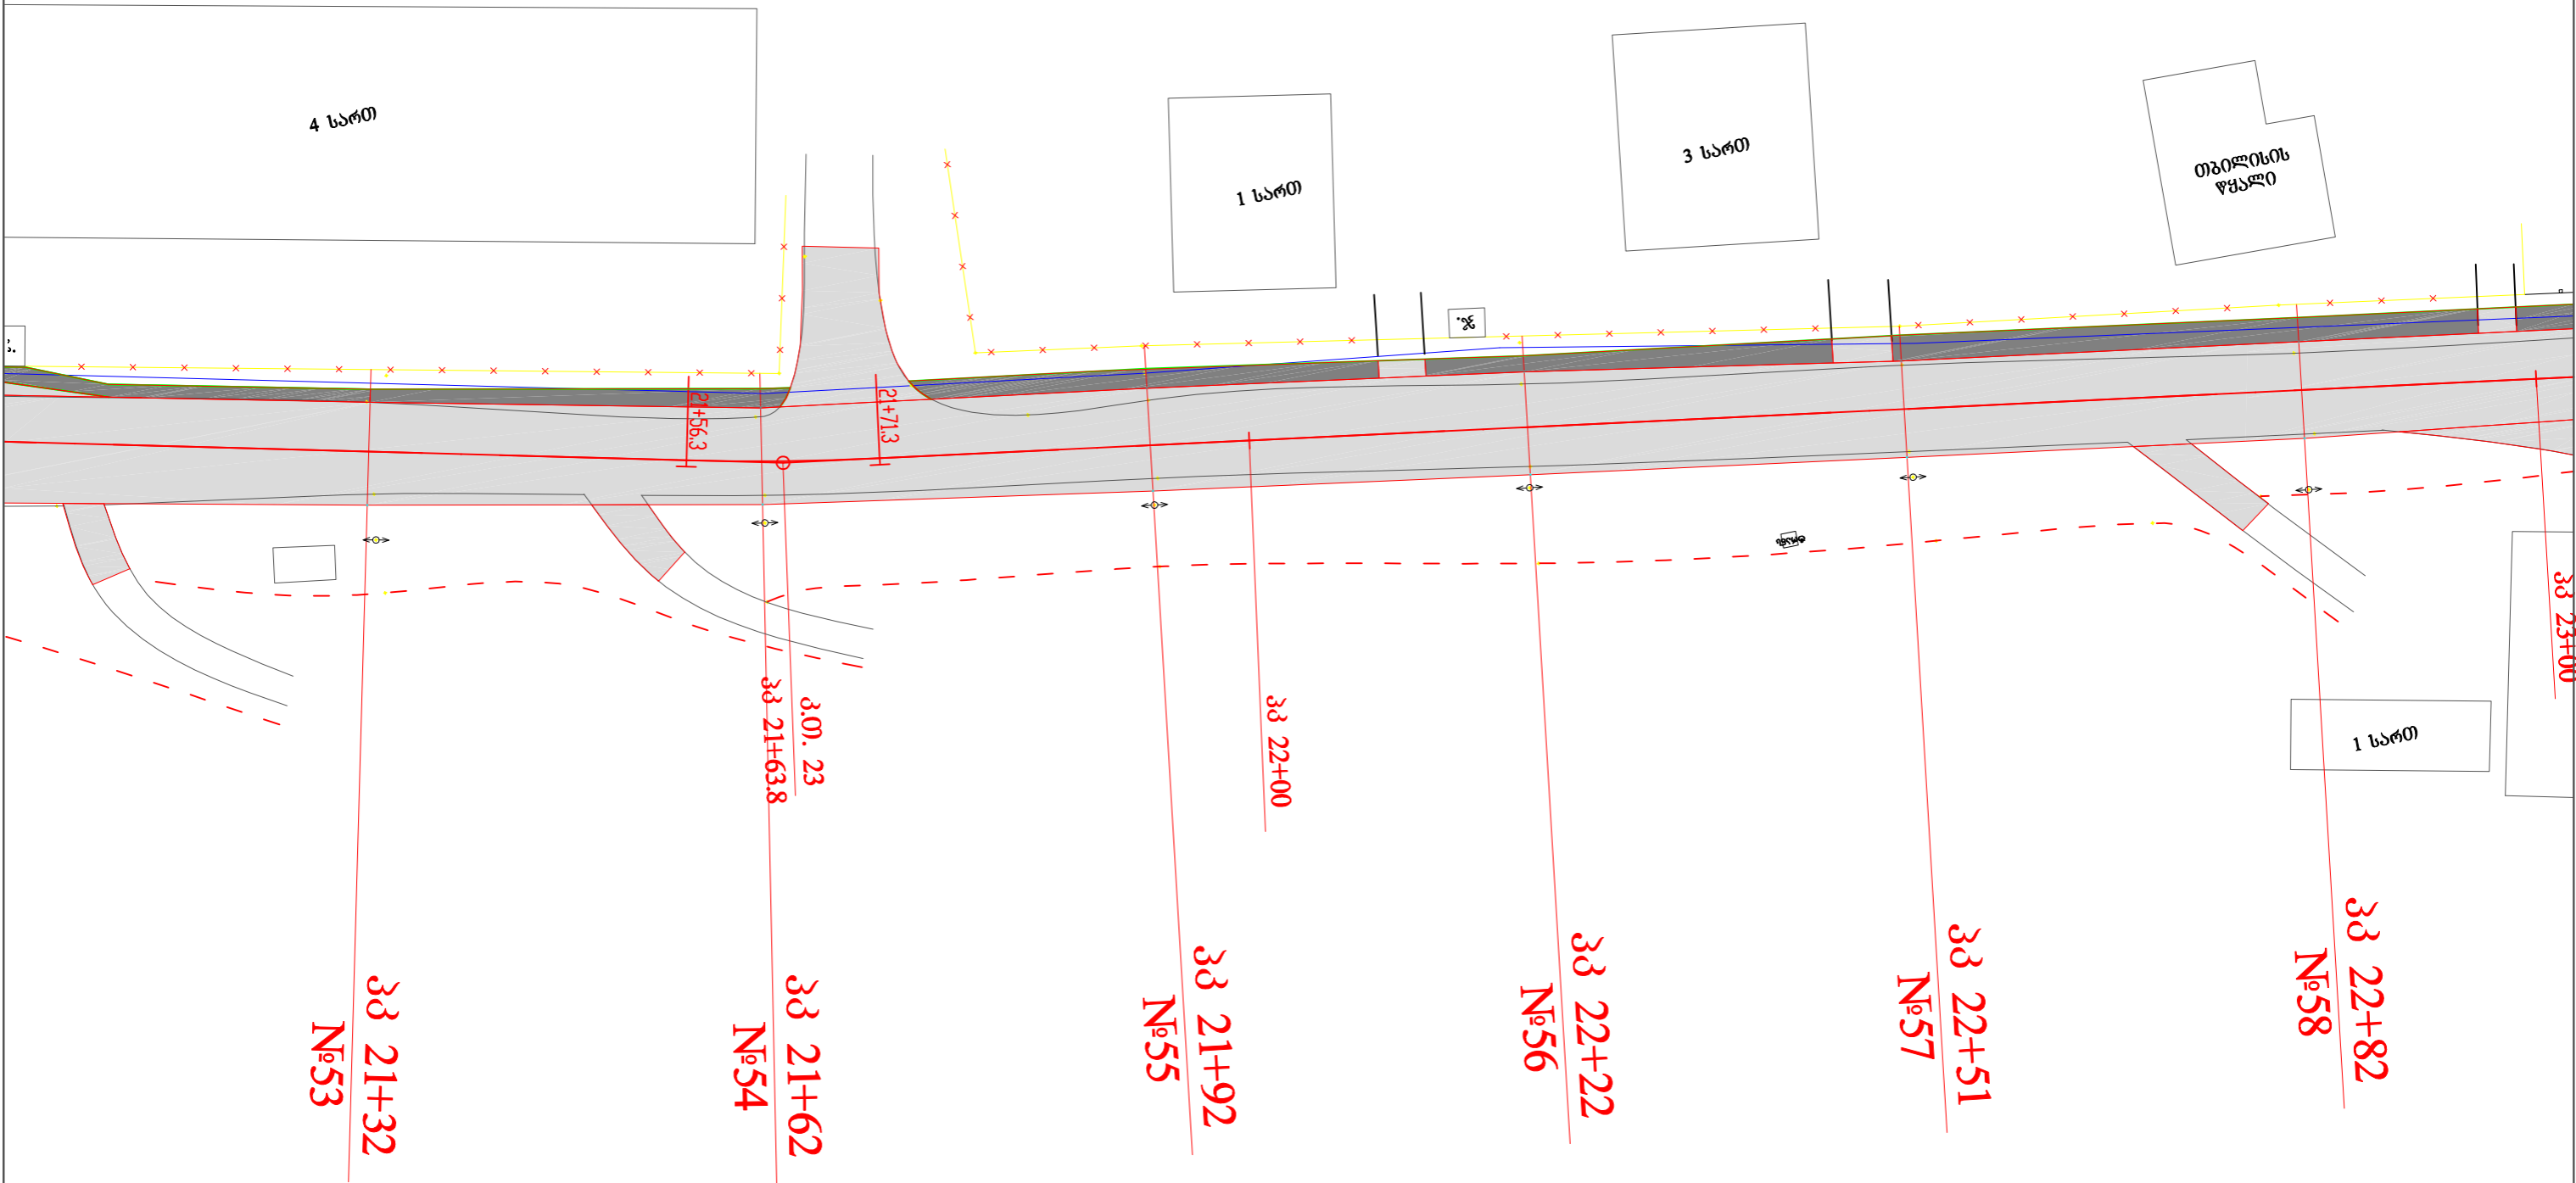 4 სართ
1 სართ
3 სართ
თბილისის
წყალი
ჯ.
21+56.3
21+71.3
პკ 21+63.8
კ.თ. 23
პკ 22+00
პკ 23+00
1 სართ
პკ 21+32
№53
პკ 21+62
№54
პკ 21+92
№55
პკ 22+22
№56
პკ 22+51
№57
პკ 22+82
№58